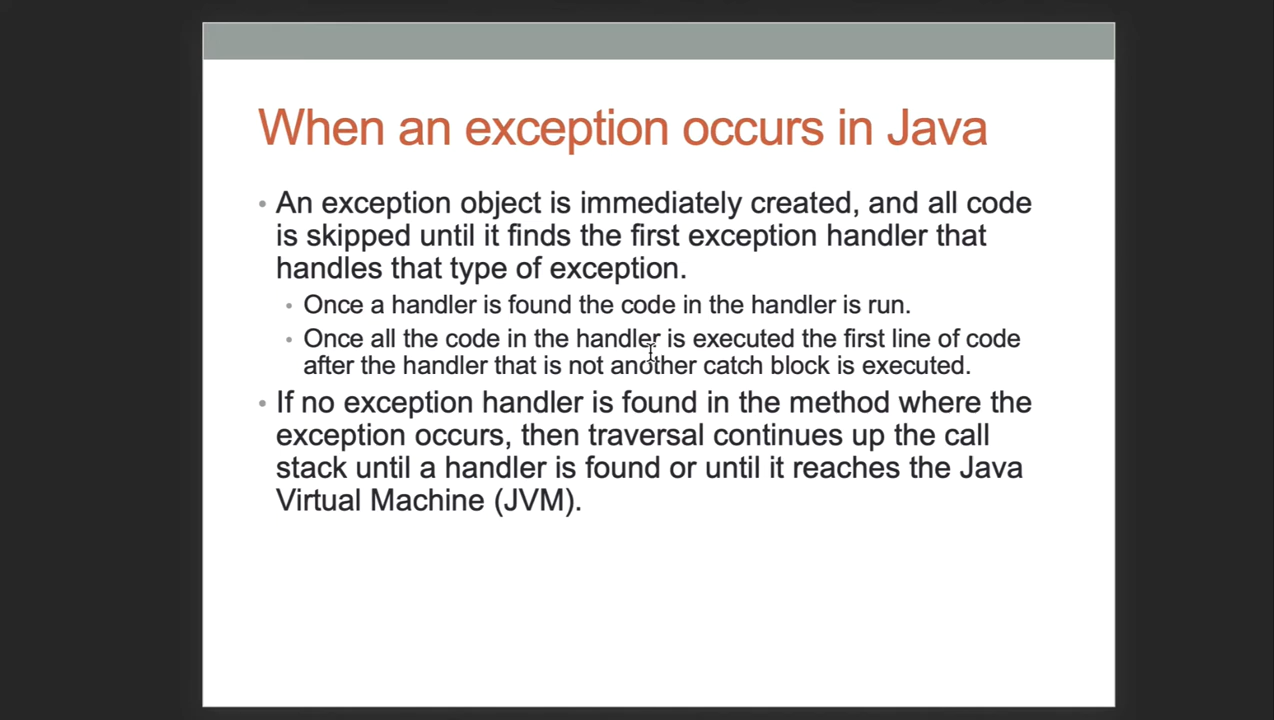 When an exception occurs in Java
• An exception object is immediately created, and all code
is skipped until it finds the first exception handler that
handles that type of exception.
• Once a handler is found the code in the handler is run.
• Once all the code in the handler is executed the first line of code
after the handler that is not another catch block is executed.
• If no exception handler is found in the method where the
exception occurs, then traversal continues up the call
stack until a handler is found or until it reaches the Java
Virtual Machine (JVM).